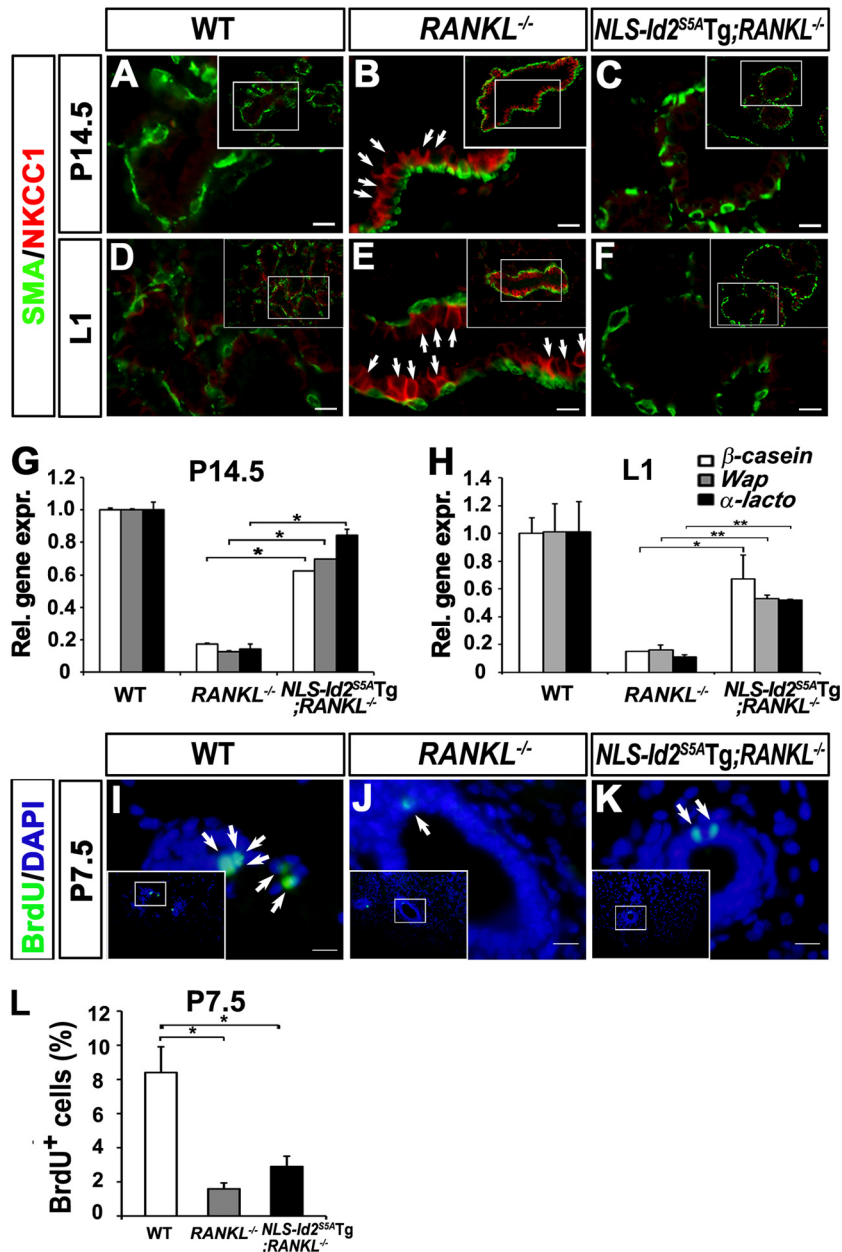 WT
RANKL-/-
NLS-Id2S5ATg;RANKL-/-
SMA/NKCC1
P14.5
A
B
C
L1
D
E
F
G
P14.5
Rel. gene expr.
1.2
1.0
0.8
0.6
0.4
0.2
0
*
*
*
WT
RANKL-/-
NLS-Id2S5ATg
;RANKL-/-
H
L1
β-casein
Wap
α-lacto
Rel. gene expr.
1.4
1.2
1.0
0.8
0.6
0.4
0.2
0
**
**
*
WT
RANKL-/-
NLS-Id2S5ATg
;RANKL-/-
WT
RANKL-/-
NLS-Id2S5ATg;RANKL-/-
BrdU/DAPI
P7.5
I
J
K
L
P7.5
BrdU+ cells (%)
12
10
8
6
4
2
0
*
*
WT
RANKL-/-
NLS-Id2S5ATg
;RANKL-/-